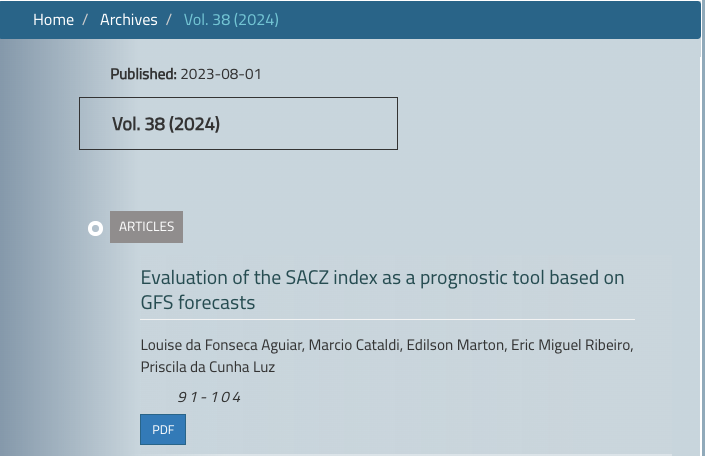 Home / Archives / Vol. 38 (2024)
Published: 2023-08-01
Vol. 38 (2024)
ARTICLES
Evaluation of the SACZ index as a prognostic tool based on
GFS forecasts
Louise da Fonseca Aguiar, Marcio Cataldi, Edilson Marton, Eric Miguel Ribeiro,
Priscila da Cunha Luz
91-104
PDF